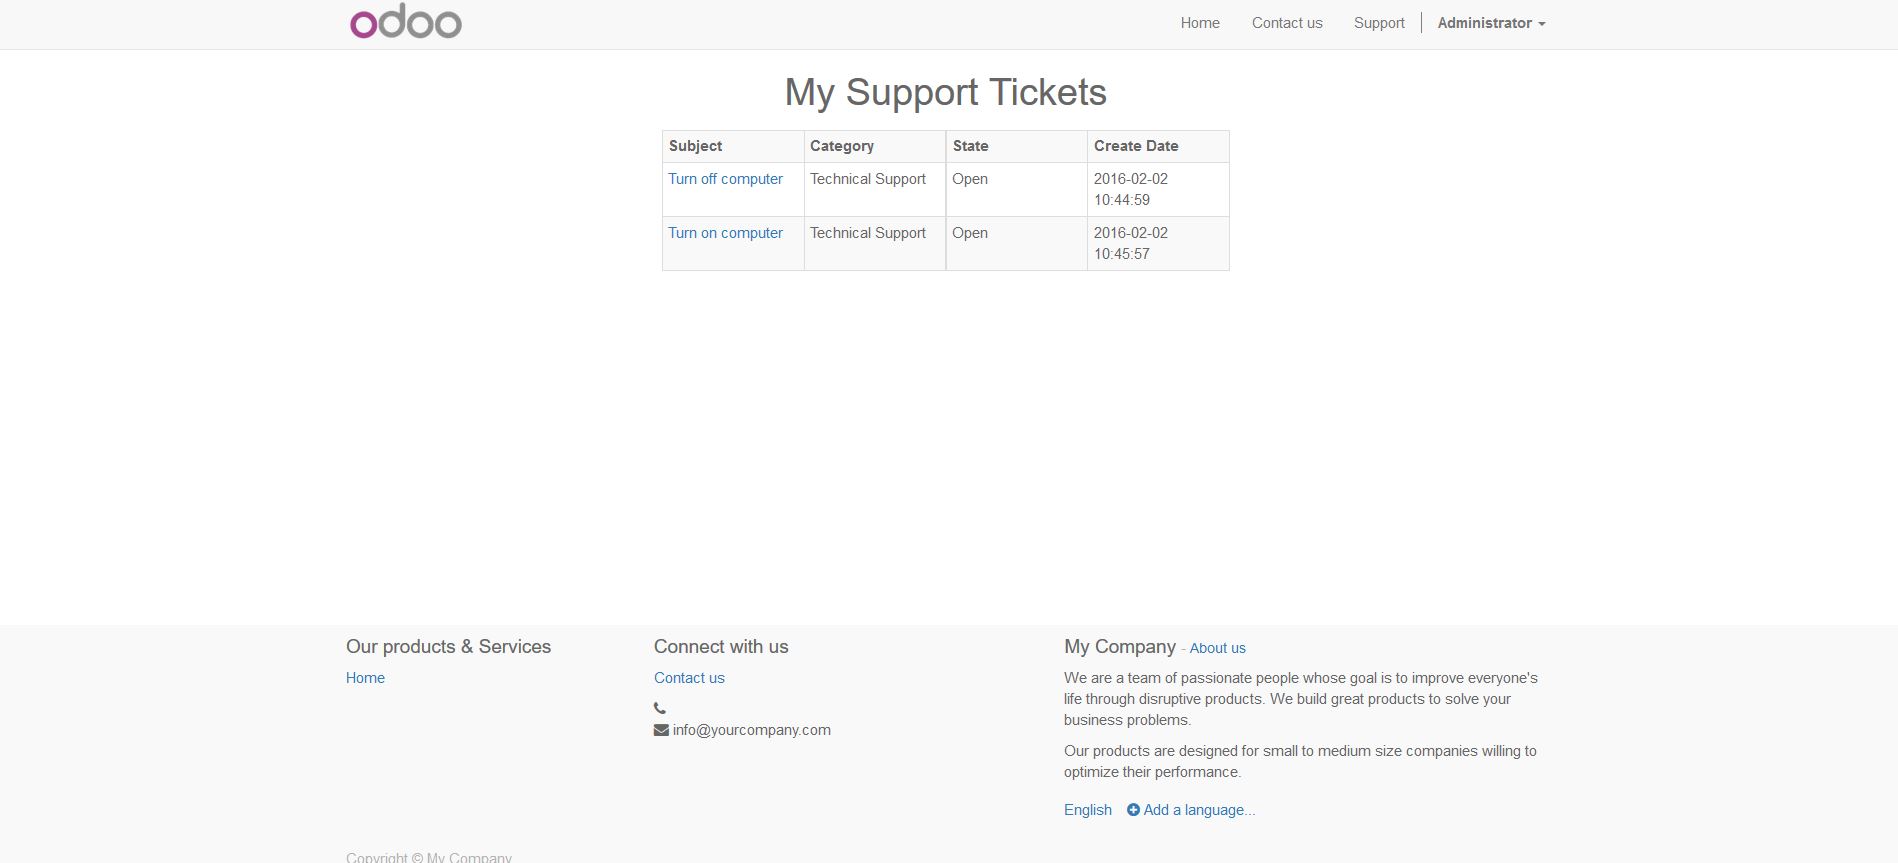 odoo
Home Contact us Support Administrator
My Support Tickets
Subject Category State Create Date
Turn off computer Technical Support Open 2016-02-02
10:44:59
Turn on computer Technical Support Open 2016-02-02
10:45:57
Our products & Services
Home
Connect with us
Contact us
info@yourcompany.com
My Company - About us
We are a team of passionate people whose goal is to improve everyone's
life through disruptive products. We build great products to solve your
business problems.
Our products are designed for small to medium size companies willing to
optimize their performance.
English Add a language...
Copyright © My Company